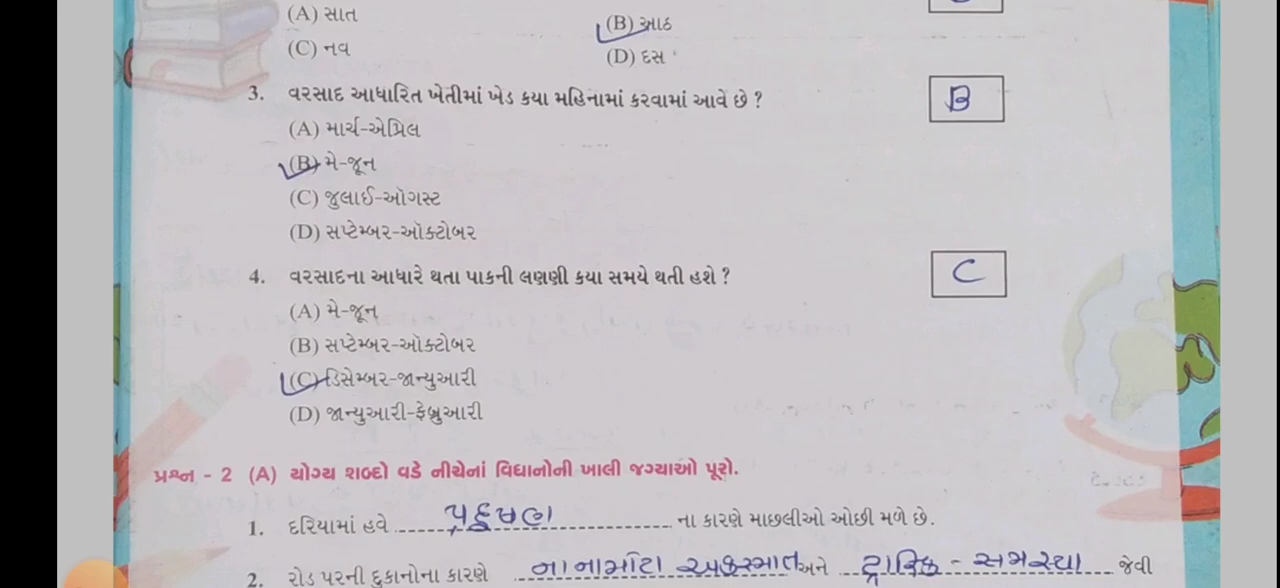 (A) સાત
(B) આઠ
(C) નવ
(D) દસ
3. વરસાદ આધારિત ખેતીમાં ખેડ કયા મહિનામાં કરવામાં આવે છે ?
B
(A) માર્ચ-એપ્રિલ
(B) મે-જૂન
(C) જુલાઈ-ઑગસ્ટ
(D) સપ્ટેમ્બર-ઑક્ટોબર
4. વરસાદના આધારે થતા પાકની લણણી કયા સમયે થતી હશે ?
C
(A) મે-જૂન
(B) સપ્ટેમ્બર-ઑક્ટોબર
(C) ડિસેમ્બર-જાન્યુઆરી
(D) જાન્યુઆરી-ફેબ્રુઆરી
પ્રશ્ન - 2 (A) યોગ્ય શબ્દો વડે નીચેનાં વિધાનોની ખાલી જગ્યાઓ પૂરો.
1. દરિયામાં હવે પ્રદુષણ ના કારણે માછલીઓ ઓછી મળે છે.
2. રોડ પરની દુકાનોના કારણે નાનામોટા અકસ્માત અને ટ્રાફિક - સમસ્યા જેવી